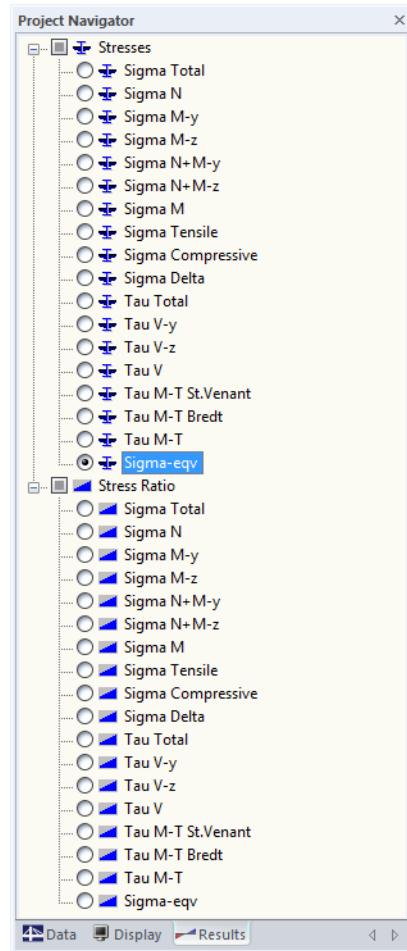 Project Navigator
Stresses
Sigma Total
Sigma N
Sigma M-y
Sigma M-z
Sigma N+M-y
Sigma N+M-z
Sigma M
Sigma Tensile
Sigma Compressive
Sigma Delta
Tau Total
Tau V-y
Tau V-z
Tau V
Tau M-T St.Venant
Tau M-T Bredt
Tau M-T
Sigma-eqv
Stress Ratio
Sigma Total
Sigma N
Sigma M-y
Sigma M-z
Sigma N+M-y
Sigma N+M-z
Sigma M
Sigma Tensile
Sigma Compressive
Sigma Delta
Tau Total
Tau V-y
Tau V-z
Tau V
Tau M-T St.Venant
Tau M-T Bredt
Tau M-T
Sigma-eqv
Data Display Results